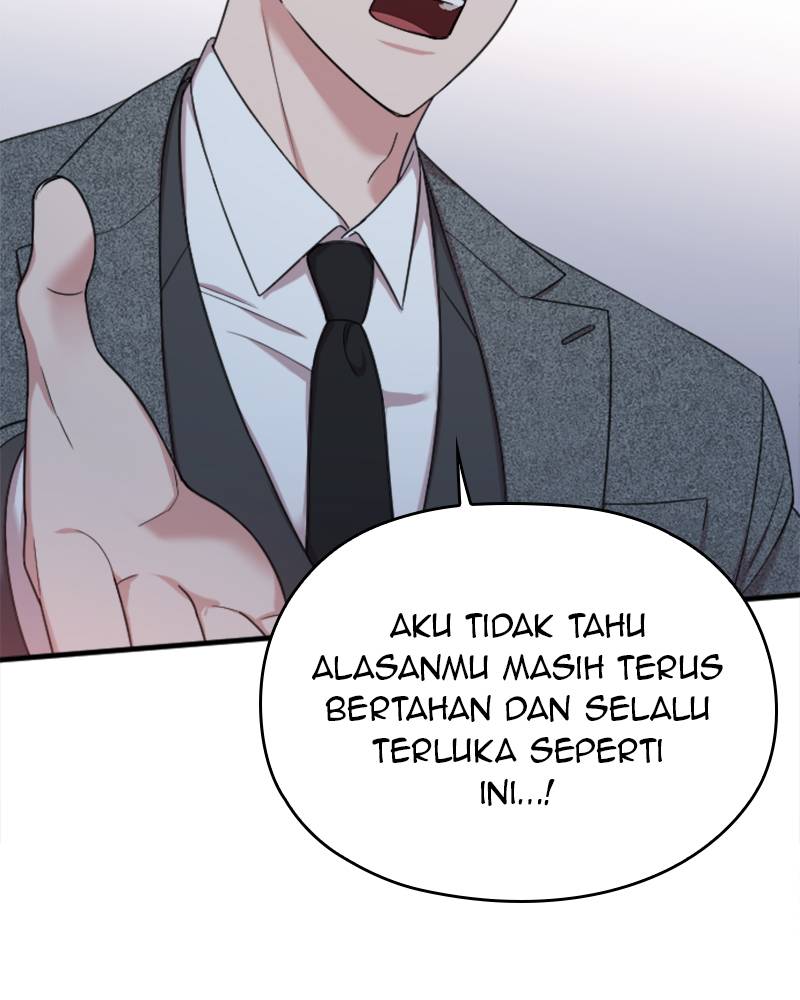 AKU TIDAK TAHU
ALASANMU MASIH TERUS
BERTAHAN DAN SELALU
TERLUKA SEPERTI
INI...!